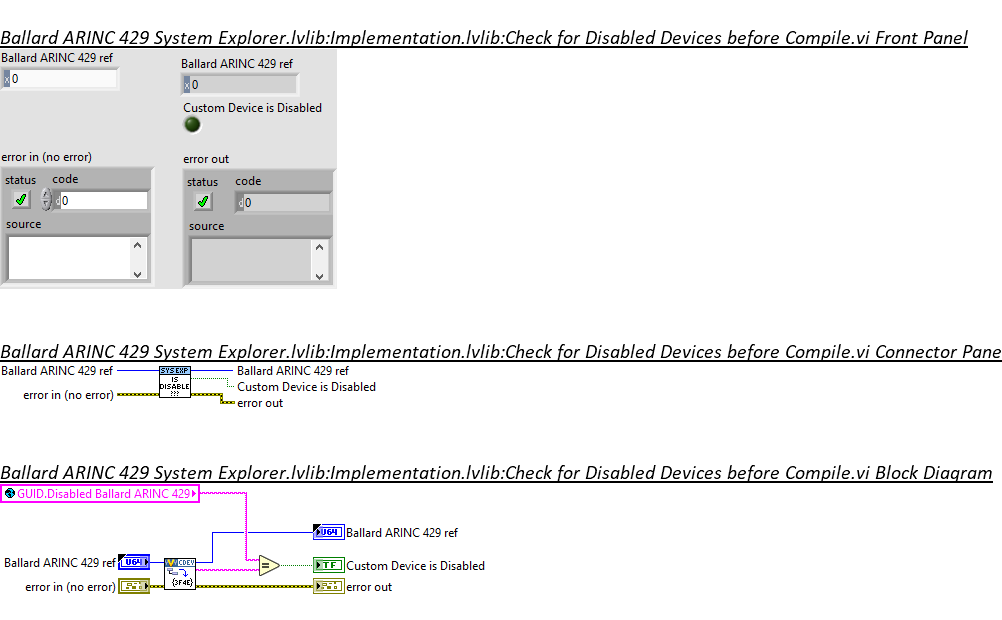 Ballard ARINC 429 System Explorer.lvlib:Implementation.lvlib:Check for Disabled Devices before Compile.vi Front Panel
Ballard ARINC 429 ref
Ballard ARINC 429 ref
x 0
x 0
Custom Device is Disabled
error in (no error)
error out
status code
status code
d 0
d 0
source
source
Ballard ARINC 429 System Explorer.lvlib:Implementation.lvlib:Check for Disabled Devices before Compile.vi Connector Pane
Ballard ARINC 429 ref
SYS EXP
Ballard ARINC 429 ref
IS
DISABLE
???
Custom Device is Disabled
error in (no error)
error out
Ballard ARINC 429 System Explorer.lvlib:Implementation.lvlib:Check for Disabled Devices before Compile.vi Block Diagram
GUID.Disabled Ballard ARINC 429
U64
Ballard ARINC 429 ref
Ballard ARINC 429 ref
U64
CDEV
{3F4E}
=
TF
Custom Device is Disabled
error in (no error)
error out